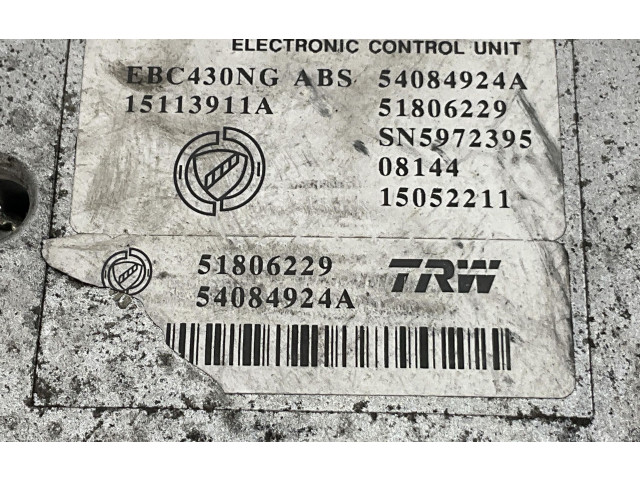 ELECTRONIC CONTROL UNIT
EBC430NG ABS 54084924A
15113911A 51806229
SN5972395
08144
15052211
51806229 TRW
54084924A